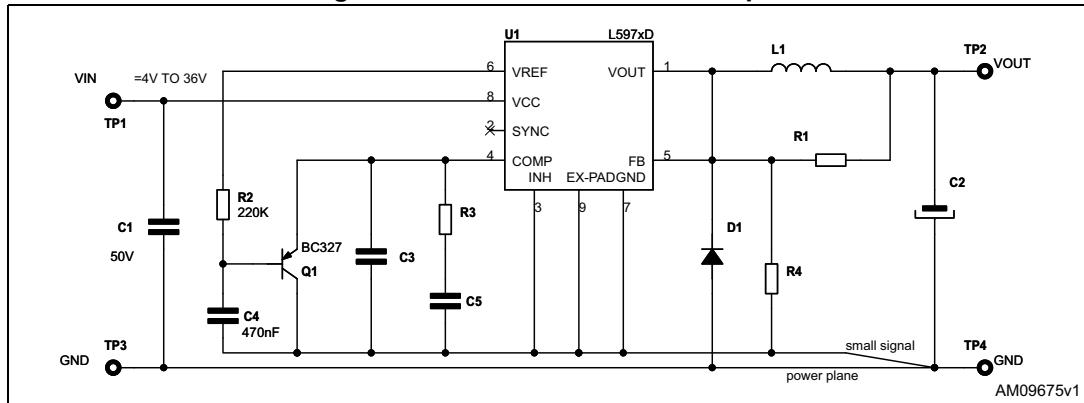 U1 L597xD
L1
TP2
VIN =4V TO 36V
6 VREF VOUT 1
VOUT
8 VCC
TP1
2 SYNC
R1
4 COMP FB 5
INH EX-PADGND
C2
R2
220K
3 9 7
R3
C1
D1
50V
BC327
C3
Q1
R4
C5
C4
470nF
TP3
small signal
TP4
GND
GND
power plane
AM09675v1